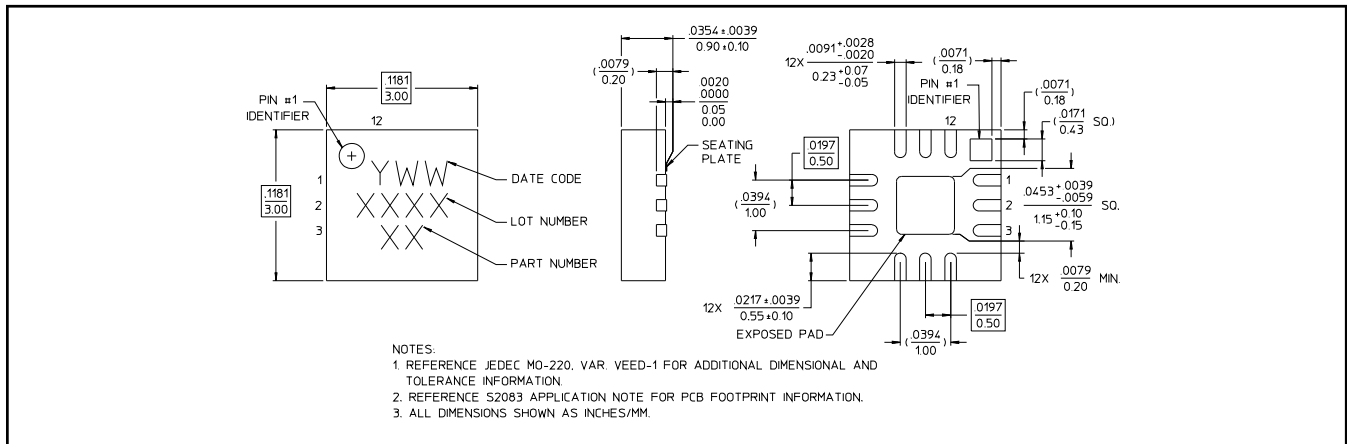 .1181
3.00
PIN #1
IDENTIFIER
12
.1181
3.00
1
2
3
YWW
XXXX
XX
DATE CODE
LOT NUMBER
PART NUMBER
.0354 ±.0039
0.90 ±0.10
(.0079
0.20)
.0020
.0000
0.05
0.00
SEATING
PLATE
12X .0091 +.0028
-.0020
0.23 +0.07
-0.05
(.0071
0.18)
PIN #1
IDENTIFIER
12
(.0071
0.18)
(.0171
0.43 SQ.)
.0197
0.50
(.0394
1.00)
1
2
3
.0453 +.0039
-.0059 SQ.
1.15 +0.10
-0.15
12X .0079 MIN.
0.20
12X .0217 ±.0039
0.55 ±0.10
EXPOSED PAD
(.0394
1.00)
.0197
0.50
NOTES:
1. REFERENCE JEDEC MO-220, VAR. VEED-1 FOR ADDITIONAL DIMENSIONAL AND
TOLERANCE INFORMATION.
2. REFERENCE S2083 APPLICATION NOTE FOR PCB FOOTPRINT INFORMATION.
3. ALL DIMENSIONS SHOWN AS INCHES/MM.